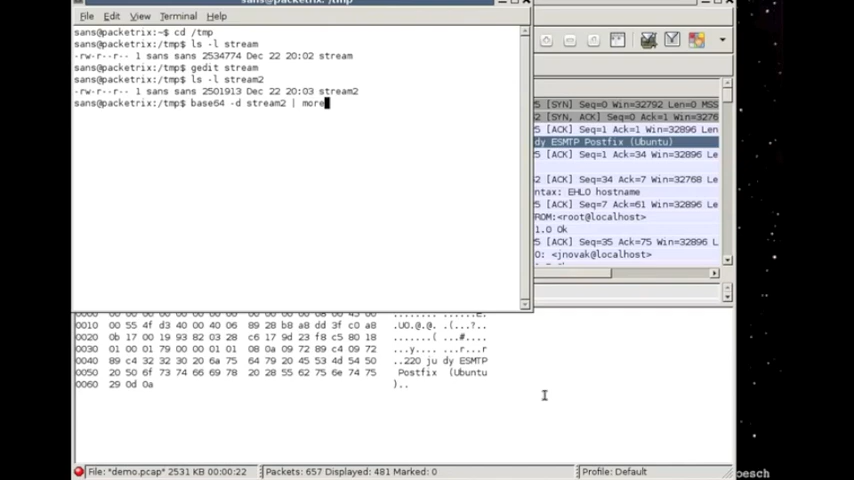 sans@packetrix: /tmp
File Edit View Terminal Help
sans@packetrix:~$ cd /tmp
sans@packetrix:/tmp$ ls -l stream
-rw-r--r-- 1 sans sans 2534774 Dec 22 20:02 stream
sans@packetrix:/tmp$ gedit stream
sans@packetrix:/tmp$ ls -l stream2
-rw-r--r-- 1 sans sans 2501913 Dec 22 20:03 stream2
sans@packetrix:/tmp$ base64 -d stream2 | more
5 [SYN] Seq=0 Win=32792 Len=0 MSS
2 [SYN, ACK] Seq=0 Ack=1 Win=3276
5 [ACK] Seq=1 Ack=1 Win=32896 Len
dy ESMTP Postfix (Ubuntu)
5 [ACK] Seq=1 Ack=34 Win=32896 Le
2 [ACK] Seq=34 Ack=7 Win=32768 Le
ntax: EHLO hostname
5 [ACK] Seq=7 Ack=61 Win=32896 Le
ROM:<root@localhost>
1.0 Ok
5 [ACK] Seq=35 Ack=75 Win=32896 L
O: <jnovak@localhost>
0010 00 55 4f d3 40 00 40 06 89 28 b8 a8 dd 3f c0 a8 .UO.@.@. .(...?..
0020 0b 17 00 19 93 82 03 28 c6 17 9d 23 f8 c5 80 18 .......( ...#....
0030 01 00 01 79 00 00 01 01 08 0a 09 72 89 c4 09 72 ...y.... ...r...r
0040 89 c4 32 32 30 20 6a 75 64 79 20 45 53 4d 54 50 ..220 ju dy ESMTP
0050 20 50 6f 73 74 66 69 78 20 28 55 62 75 6e 74 75 Postfix (Ubuntu
0060 29 0d 0a )..
File: "demo.pcap" 2531 KB 00:00:22 Packets: 657 Displayed: 481 Marked: 0 Profile: Default
oesch